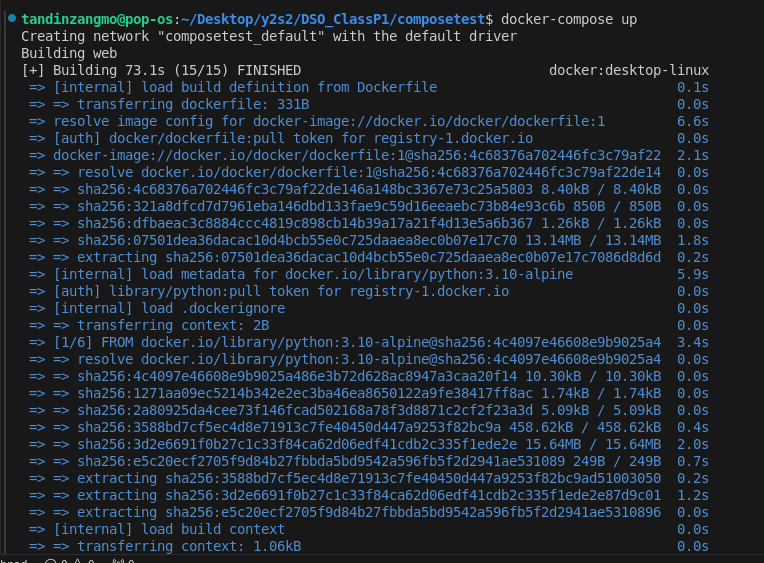 tandinzangmo@pop-os:~/Desktop/y2s2/DSO_ClassP1/composetest$ docker-compose up
Creating network "composetest_default" with the default driver
Building web
[+] Building 73.1s (15/15) FINISHED docker:desktop-linux
=> [internal] load build definition from Dockerfile 0.1s
=> => transferring dockerfile: 331B 0.0s
=> resolve image config for docker-image://docker.io/docker/dockerfile:1 6.6s
=> [auth] docker/dockerfile:pull token for registry-1.docker.io 0.0s
=> docker-image://docker.io/docker/dockerfile:1@sha256:4c68376a702446fc3c79af22 2.1s
=> => resolve docker.io/docker/dockerfile:1@sha256:4c68376a702446fc3c79af22de14 0.0s
=> => sha256:4c68376a702446fc3c79af22de146a148bc3367e73c25a5803 8.40kB / 8.40kB 0.0s
=> => sha256:321a8dfcd7d7961eba146dbd133fae9c59d16eeaebc73b84e93c6b 850B / 850B 0.0s
=> => sha256:dfbaeac3c8884ccc4819c898cb14b39a17a21f4d13e5a6b367 1.26kB / 1.26kB 0.0s
=> => sha256:07501dea36dacac10d4bcb55e0c725daaea8ec0b07e17c70 13.14MB / 13.14MB 1.8s
=> => extracting sha256:07501dea36dacac10d4bcb55e0c725daaea8ec0b07e17c7086d8d6d 0.2s
=> [internal] load metadata for docker.io/library/python:3.10-alpine 5.9s
=> [auth] library/python:pull token for registry-1.docker.io 0.0s
=> [internal] load .dockerignore 0.0s
=> => transferring context: 2B 0.0s
=> [1/6] FROM docker.io/library/python:3.10-alpine@sha256:4c4097e46608e9b9025a4 3.4s
=> => resolve docker.io/library/python:3.10-alpine@sha256:4c4097e46608e9b9025a4 0.0s
=> => sha256:4c4097e46608e9b9025a486e3b72d628ac8947a3caa20f14 10.30kB / 10.30kB 0.0s
=> => sha256:1271aa09ec5214b342e2ec3ba46ea8650122a9fe38417ff8ac 1.74kB / 1.74kB 0.0s
=> => sha256:2a80925da4cee73f146fcad502168a78f3d8871c2cf2f23a3d 5.09kB / 5.09kB 0.0s
=> => sha256:3588bd7cf5ec4d8e71913c7fe40450d447a9253f82bc9a 458.62kB / 458.62kB 0.4s
=> => sha256:3d2e6691f0b27c1c33f84ca62d06edf41cdb2c335f1ede2e 15.64MB / 15.64MB 2.0s
=> => sha256:e5c20ecf2705f9d84b27fbbda5bd9542a596fb5f2d2941ae531089 249B / 249B 0.7s
=> => extracting sha256:3588bd7cf5ec4d8e71913c7fe40450d447a9253f82bc9ad51003050 0.2s
=> => extracting sha256:3d2e6691f0b27c1c33f84ca62d06edf41cdb2c335f1ede2e87d9c01 1.2s
=> => extracting sha256:e5c20ecf2705f9d84b27fbbda5bd9542a596fb5f2d2941ae5310896 0.0s
=> [internal] load build context 0.0s
=> => transferring context: 1.06kB 0.0s